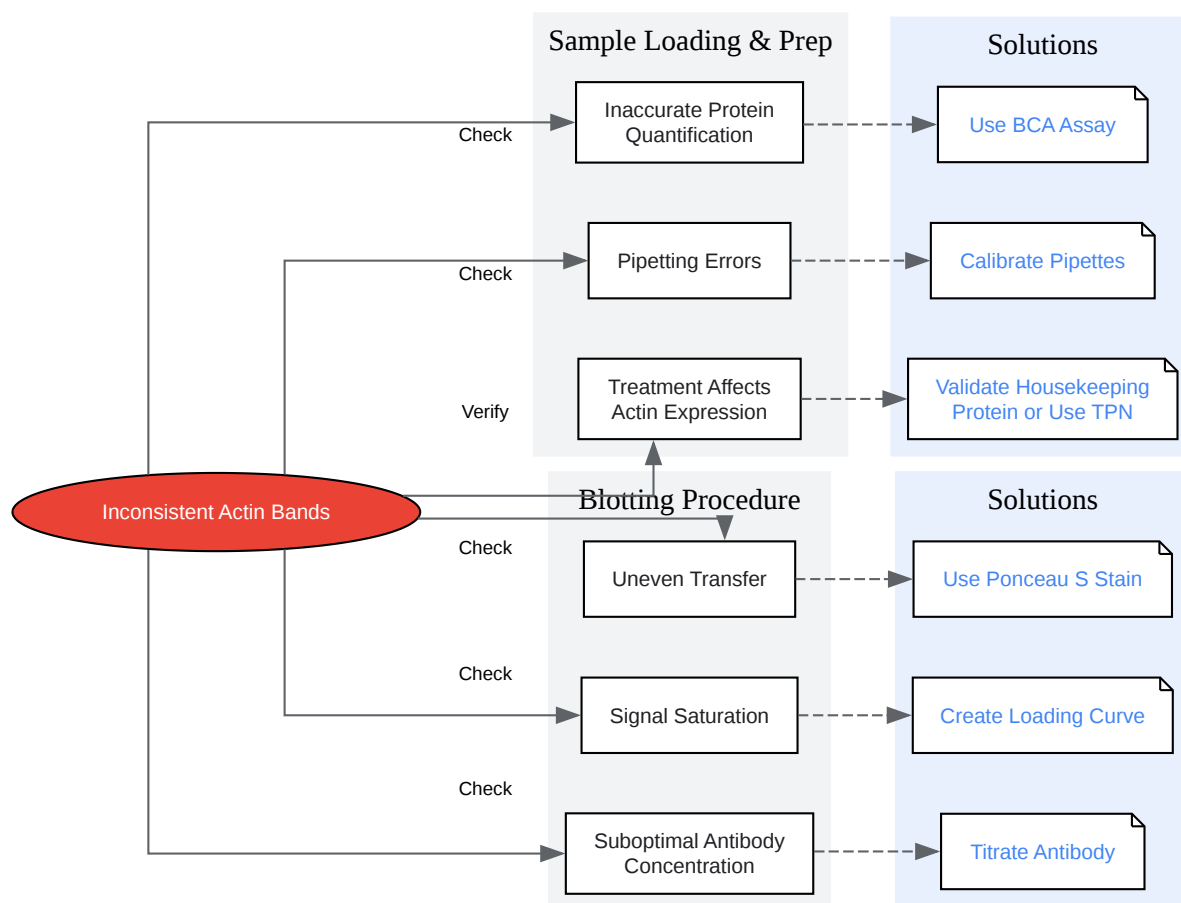 Sample Loading & Prep
Solutions
Inaccurate Protein
Quantification
Use BCA Assay
Check
Pipetting Errors
Calibrate Pipettes
Check
Treatment Affects
Actin Expression
Validate Housekeeping
Protein or Use TPN
Verify
Inconsistent Actin Bands
Blotting Procedure
Solutions
Check
Uneven Transfer
Use Ponceau S Stain
Check
Signal Saturation
Create Loading Curve
Check
Suboptimal Antibody
Concentration
Titrate Antibody